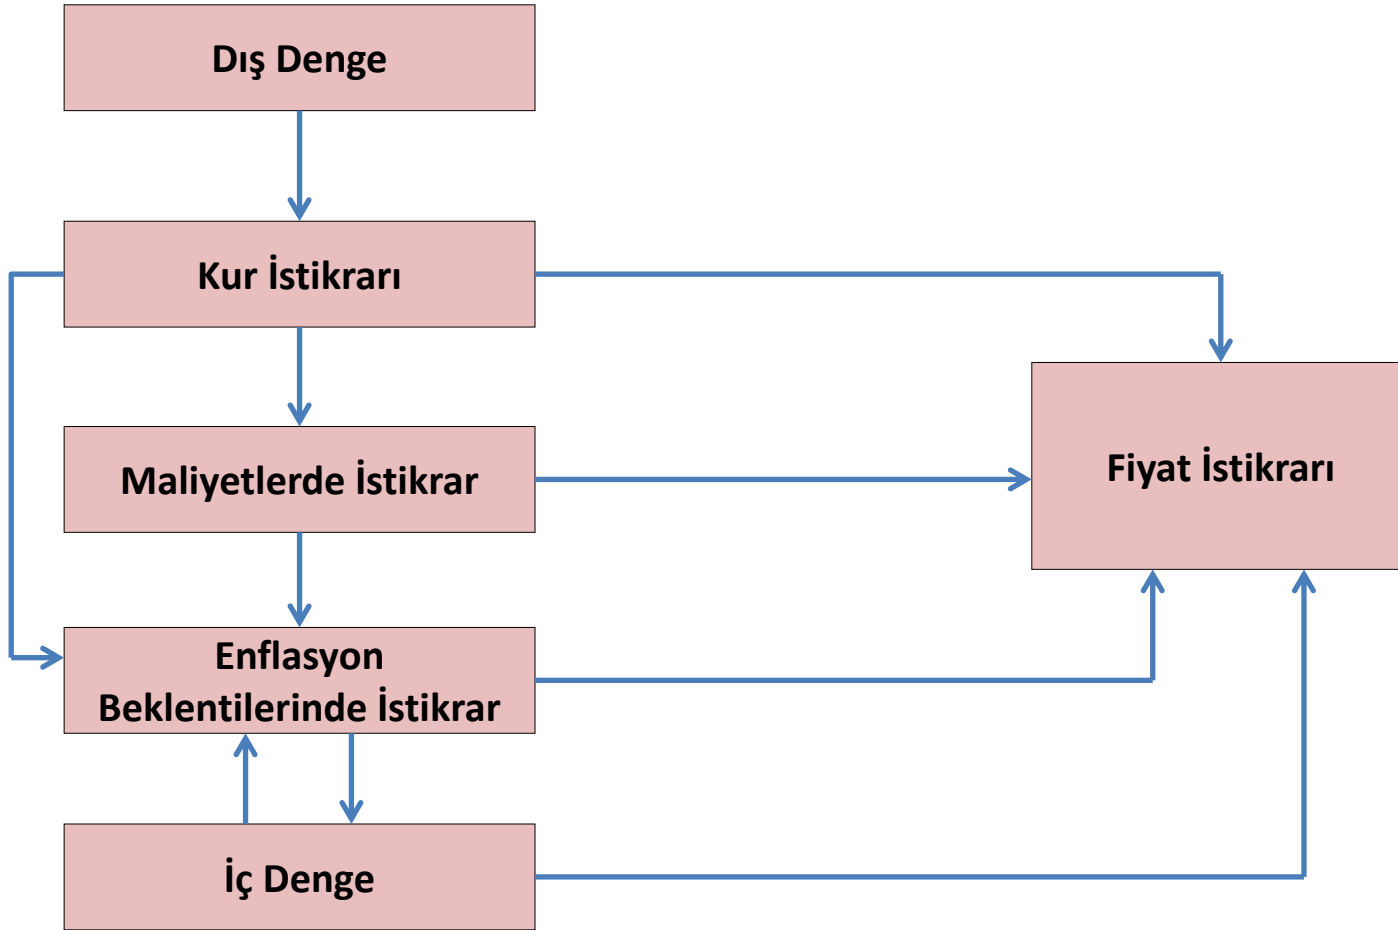 Dış Denge
Kur İstikrarı
Maliyetlerde İstikrar
Fiyat İstikrarı
Enflasyon
Beklentilerinde İstikrar
İç Denge